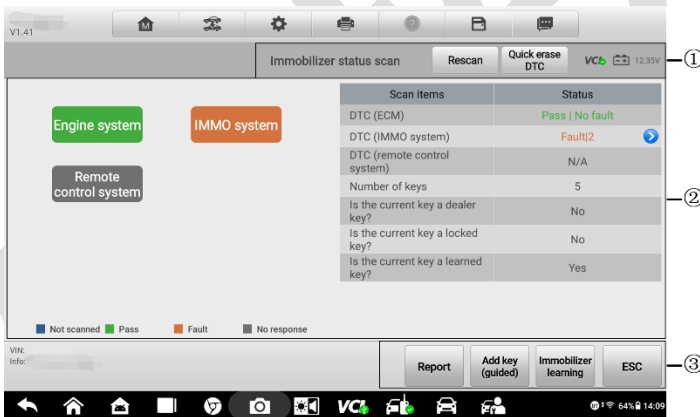 V1.41
Immobilizer status scan
Rescan
Quick erase
DTC
VCb
12.35V
①
Scan items Status
DTC (ECM) Pass | No fault
DTC (IMMO system) Fault|2
DTC (remote control
system) N/A
Number of keys 5
Is the current key a dealer
key? No
Is the current key a locked
key? No
Is the current key a learned
key? Yes
Engine system
IMMO system
Remote
control system
②
Not scanned Pass Fault No response
VIN:
Info:
Report
Add key
(guided)
Immobilizer
learning
ESC
③
VCb
64% 14:09